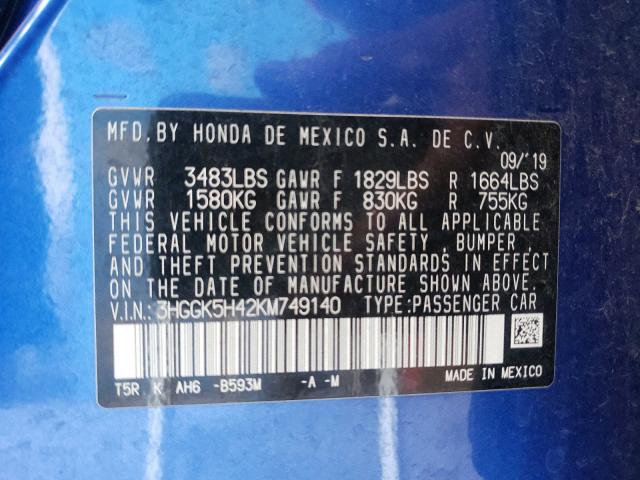 MFD. BY HONDA DE MEXICO S.A. DE C.V.
09/'19
GVWR 3483LBS GAWR F 1829LBS R 1664LBS
GVWR 1580KG GAWR F 830KG R 755KG
THIS VEHICLE CONFORMS TO ALL APPLICABLE
FEDERAL MOTOR VEHICLE SAFETY, BUMPER,
AND THEFT PREVENTION STANDARDS IN EFFECT
ON THE DATE OF MANUFACTURE SHOWN ABOVE.
V.I.N.: 3HGGK5H42KM749140 TYPE: PASSENGER CAR
T5R K AH6 -B593M -A -M MADE IN MEXICO